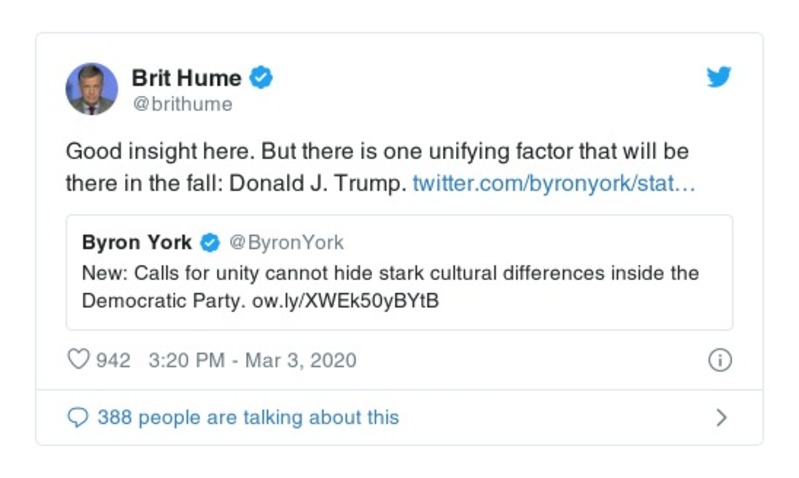 Brit Hume
@brithume
Good insight here. But there is one unifying factor that will be
there in the fall: Donald J. Trump. twitter.com/byronyork/stat…
Byron York @ByronYork
New: Calls for unity cannot hide stark cultural differences inside the
Democratic Party. ow.ly/XWEk50yBYtB
942 3:20 PM - Mar 3, 2020
388 people are talking about this